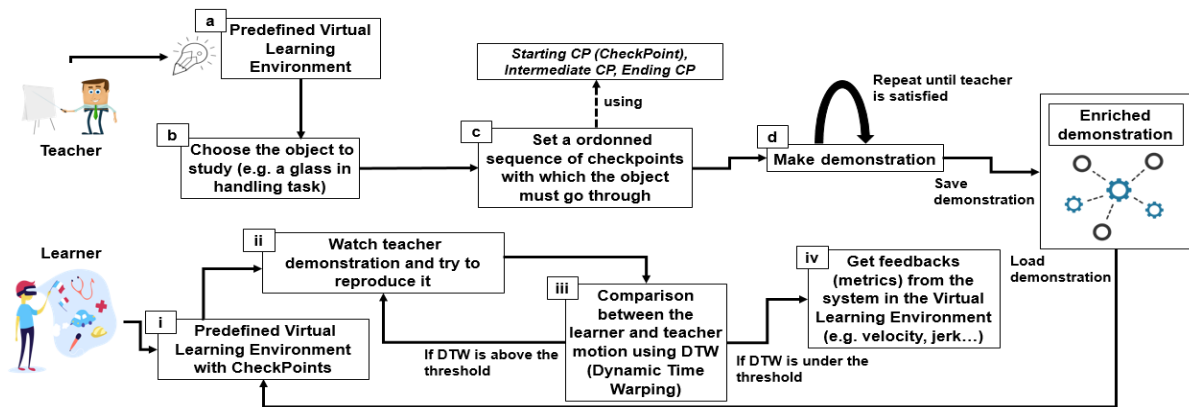 a
Predefined Virtual
Learning
Environment
Teacher
b
Choose the object to
study (e.g. a glass in
handling task)
Starting CP (CheckPoint),
Intermediate CP, Ending CP
using
c
Set a ordonned
sequence of checkpoints
with which the object
must go through
Repeat until teacher
is satisfied
d
Make demonstration
Save
demonstration
Enriched
demonstration
Load
demonstration
Learner
i
Predefined Virtual
Learning Environment
with CheckPoints
ii
Watch teacher
demonstration and try to
reproduce it
iii
Comparison
between the
learner and teacher
motion using DTW
(Dynamic Time
Warping)
If DTW is above the
threshold
If DTW is under the
threshold
iv
Get feedbacks
(metrics) from the
system in the Virtual
Learning Environment
(e.g. velocity, jerk...)